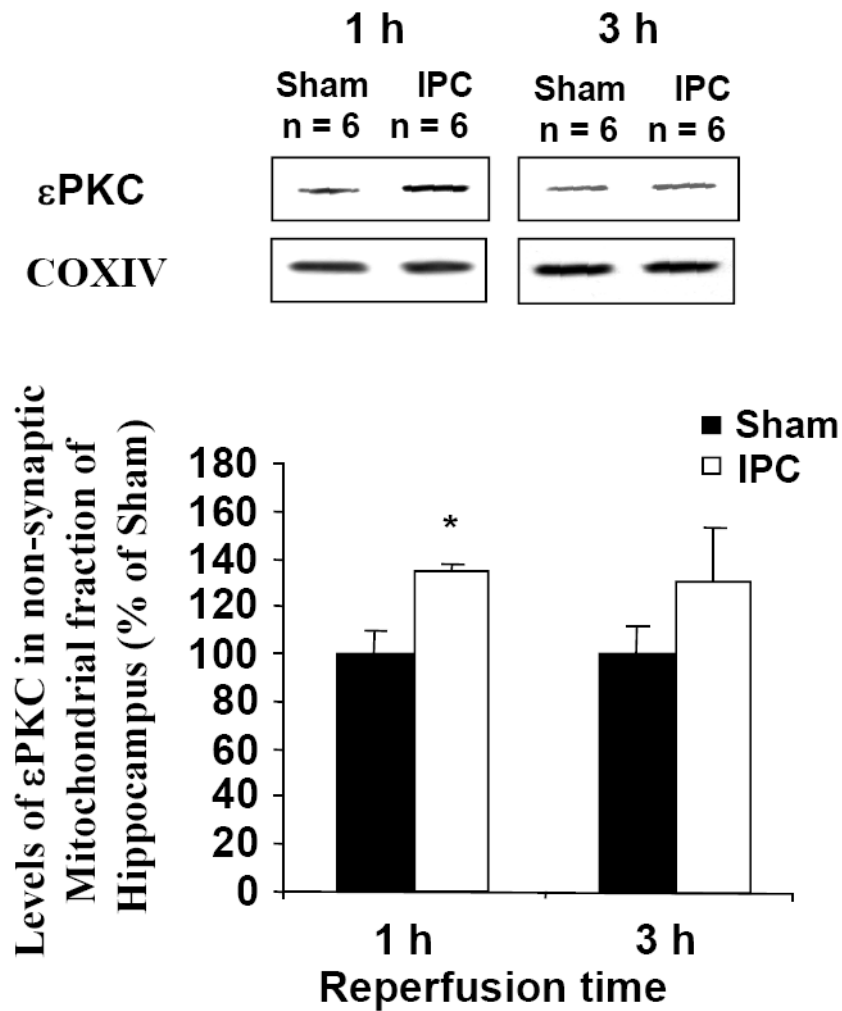 1 h 3 h
Sham IPC Sham IPC
n = 6 n = 6 n = 6 n = 6
εPKC
COXIV
Levels of εPKC in non-synaptic
Mitochondrial fraction of
Hippocampus (% of Sham)
Sham
IPC
180
160
140
120
100
80
60
40
20
0
*
1 h 3 h
Reperfusion time